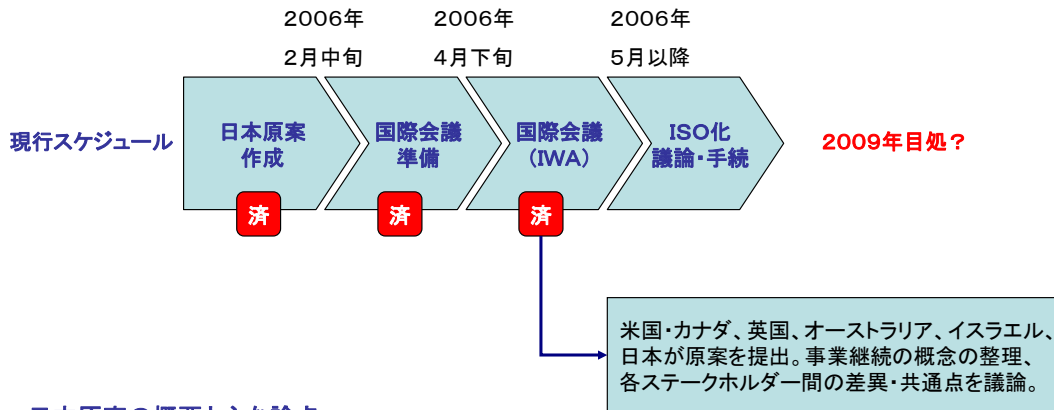 2006年
2月中旬
2006年
4月下旬
2006年
5月以降
現行スケジュール
日本原案
作成
済
国際会議
準備
済
国際会議
(IWA)
済
ISO化
議論・手続
2009年目処？
米国・カナダ、英国、オーストラリア、イスラエル、
日本が原案を提出。事業継続の概念の整理、
各ステークホルダー間の差異・共通点を議論。